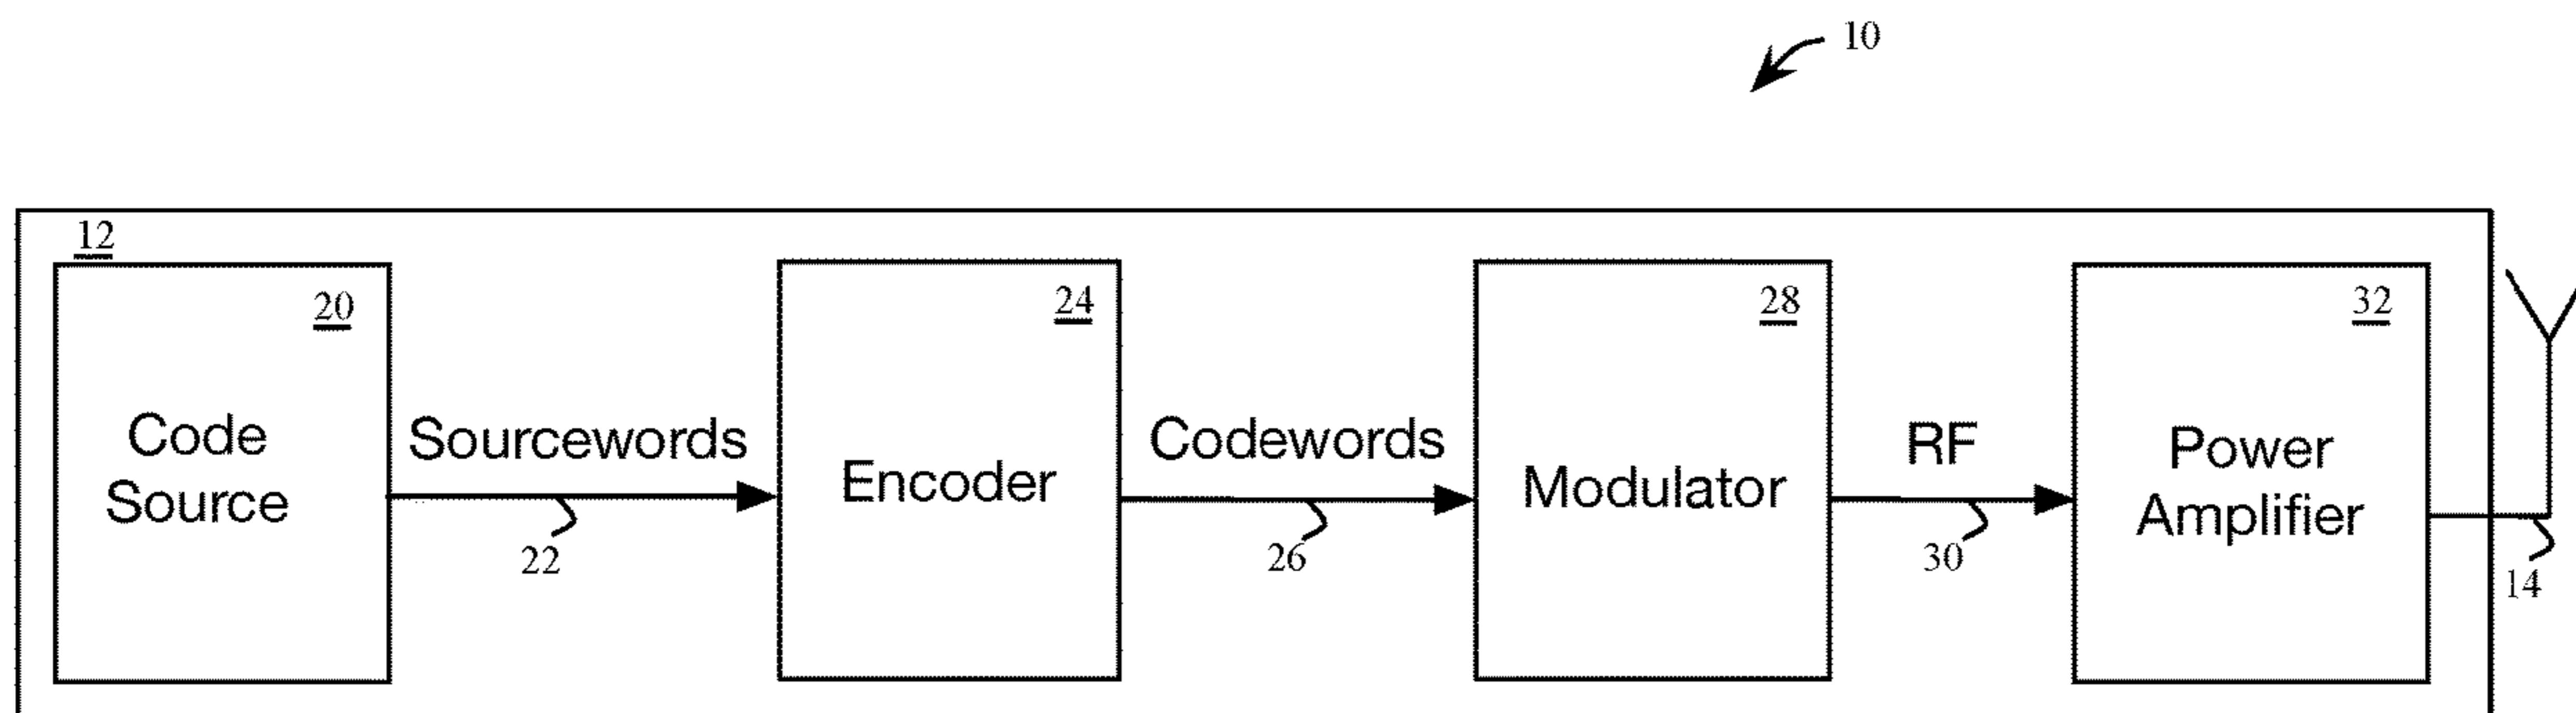 10
12
20
Code
Source
Sourcewords
22
24
Encoder
Codewords
26
28
Modulator
RF
30
32
Power
Amplifier
14